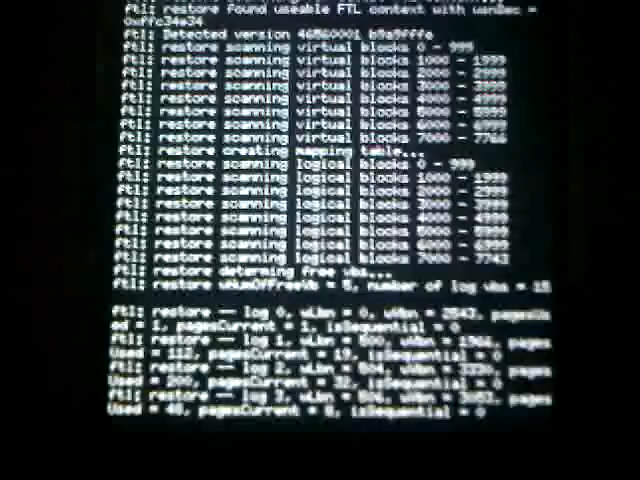 ftl: restore found useable FTL context with usnDec =
0xffc34e34
ftl: Detected version 46560001 b9a9fffe
ftl: restore scanning virtual blocks 0 - 999
ftl: restore scanning virtual blocks 1000 - 1999
ftl: restore scanning virtual blocks 2000 - 2999
ftl: restore scanning virtual blocks 3000 - 3999
ftl: restore scanning virtual blocks 4000 - 4999
ftl: restore scanning virtual blocks 5000 - 5999
ftl: restore scanning virtual blocks 6000 - 6999
ftl: restore scanning virtual blocks 7000 - 7766
ftl: restore creating mapping table...
ftl: restore scanning logical blocks 0 - 999
ftl: restore scanning logical blocks 1000 - 1999
ftl: restore scanning logical blocks 2000 - 2999
ftl: restore scanning logical blocks 3000 - 3999
ftl: restore scanning logical blocks 4000 - 4999
ftl: restore scanning logical blocks 5000 - 5999
ftl: restore scanning logical blocks 6000 - 6999
ftl: restore scanning logical blocks 7000 - 7743
ftl: restore determing free vbs...
ftl: restore wNumOfFreeVb = 5, number of log vbs = 15
ftl: restore -- log 0, wLbn = 0, wVbn = 2843, pagesUs
ed = 1, pagesCurrent = 1, isSequential = 0
ftl: restore -- log 1, wLbn = 500, wVbn = pages
Used = 112, pagesCurrent = 19, isSequential = 0
ftl: restore -- log 2, wLbn = 504, wVbn = pages
Used = 200, pagesCurrent = 32, isSequential = 0
ftl: restore -- log 3, wLbn = wVbn = pages
Used = 48, pagesCurrent = 8, isSequential = 0